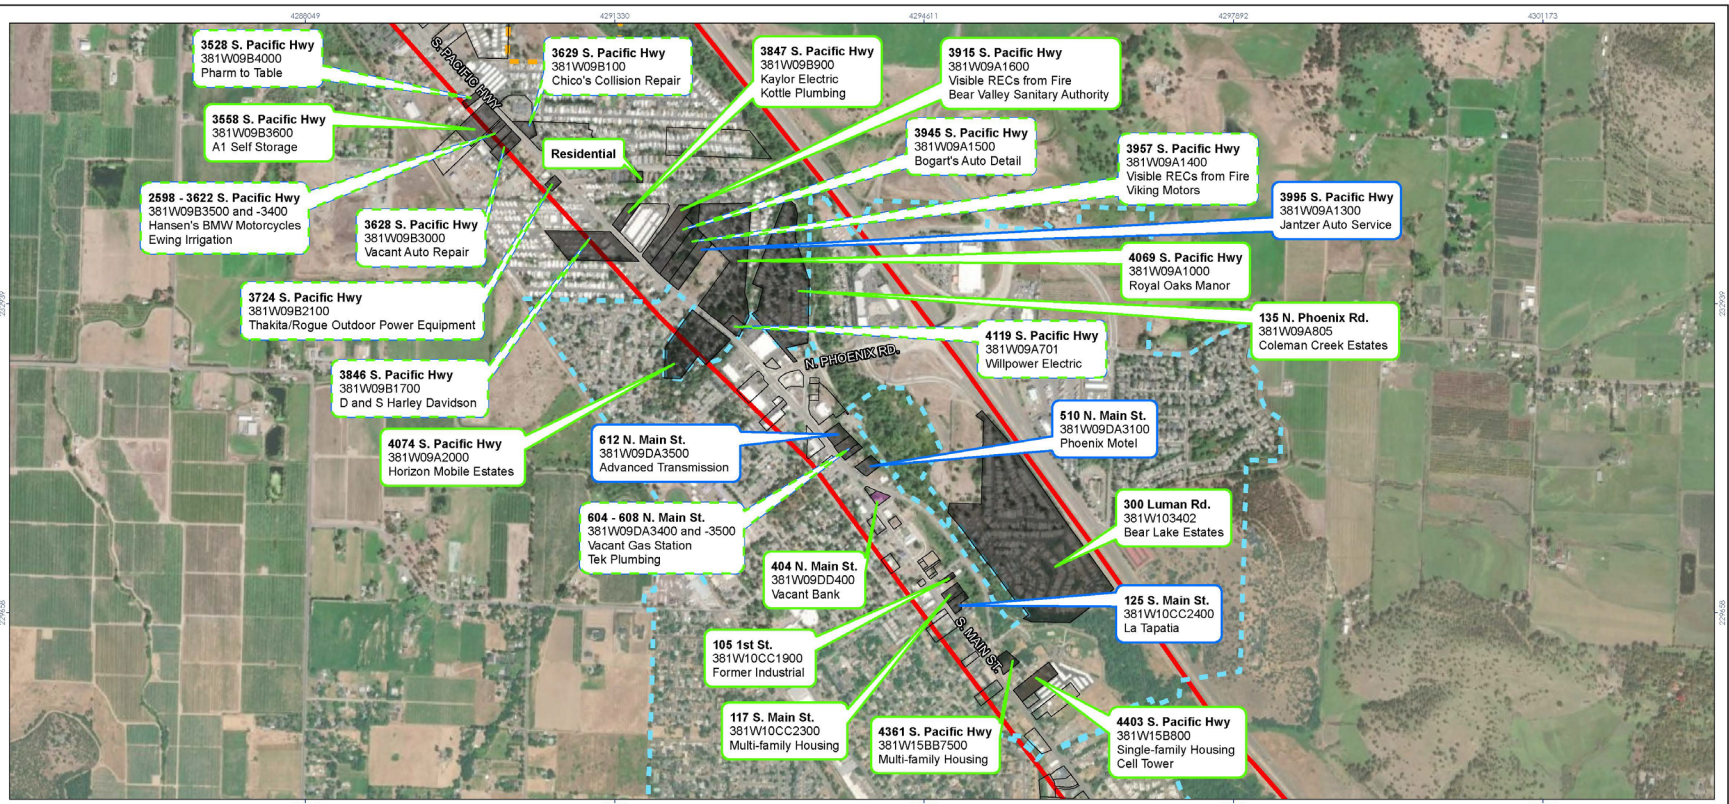 4288049
4291330
4294611
4297892
4301173
3528 S. Pacific Hwy
381W09B4000
Pharm to Table
S. PACIFIC HWY
3629 S. Pacific Hwy
381W09B100
Chico's Collision Repair
3847 S. Pacific Hwy
381W09B900
Kaylor Electric
Kottle Plumbing
3915 S. Pacific Hwy
381W09A1600
Visible RECs from Fire
Bear Valley Sanitary Authority
3558 S. Pacific Hwy
381W09B3600
A1 Self Storage
Residential
3945 S. Pacific Hwy
381W09A1500
Bogart's Auto Detail
3957 S. Pacific Hwy
381W09A1400
Visible RECs from Fire
Viking Motors
2598 - 3622 S. Pacific Hwy
381W09B3500 and -3400
Hansen's BMW Motorcycles
Ewing Irrigation
3628 S. Pacific Hwy
381W09B3000
Vacant Auto Repair
3995 S. Pacific Hwy
381W09A1300
Jantzer Auto Service
4069 S. Pacific Hwy
381W09A1000
Royal Oaks Manor
3724 S. Pacific Hwy
381W09B2100
Thakita/Rogue Outdoor Power Equipment
232939
232939
135 N. Phoenix Rd.
381W09A805
Coleman Creek Estates
4119 S. Pacific Hwy
381W09A701
Willpower Electric
N. PHOENIX RD.
3846 S. Pacific Hwy
381W09B1700
D and S Harley Davidson
4074 S. Pacific Hwy
381W09A2000
Horizon Mobile Estates
612 N. Main St.
381W09DA3500
Advanced Transmission
510 N. Main St.
381W09DA3100
Phoenix Motel
604 - 608 N. Main St.
381W09DA3400 and -3500
Vacant Gas Station
Tek Plumbing
300 Luman Rd.
381W103402
Bear Lake Estates
404 N. Main St.
381W09DD400
Vacant Bank
229658
229658
125 S. Main St.
381W10CC2400
La Tapatia
105 1st St.
381W10CC1900
Former Industrial
S. MAIN ST.
117 S. Main St.
381W10CC2300
Multi-family Housing
4361 S. Pacific Hwy
381W15BB7500
Multi-family Housing
4403 S. Pacific Hwy
381W15B800
Single-family Housing
Cell Tower